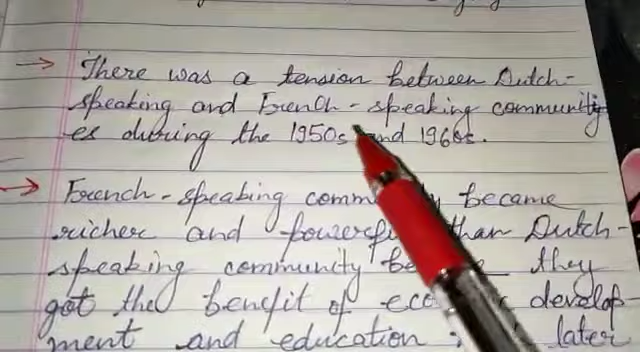 → There was a tension between Dutch-
speaking and French-speaking communiti
es during the 1950s and 1960s.
→ French-speaking became
richer and than Dutch-
speaking community they
got the benefit of develop
ment and education later